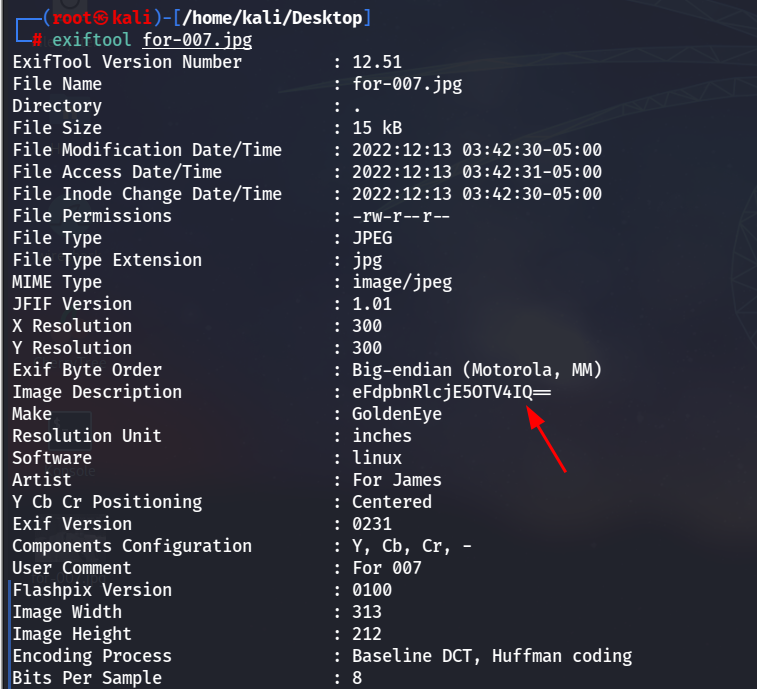 ┌──(root㉿kali)-[/home/kali/Desktop]
└─# exiftool for-007.jpg
ExifTool Version Number : 12.51
File Name : for-007.jpg
Directory : .
File Size : 15 kB
File Modification Date/Time : 2022:12:13 03:42:30-05:00
File Access Date/Time : 2022:12:13 03:42:31-05:00
File Inode Change Date/Time : 2022:12:13 03:42:30-05:00
File Permissions : -rw-r--r--
File Type : JPEG
File Type Extension : jpg
MIME Type : image/jpeg
JFIF Version : 1.01
X Resolution : 300
Y Resolution : 300
Exif Byte Order : Big-endian (Motorola, MM)
Image Description : eFdpbnRlcjE5OTV4IQ==
Make : GoldenEye
Resolution Unit : inches
Software : linux
Artist : For James
Y Cb Cr Positioning : Centered
Exif Version : 0231
Components Configuration : Y, Cb, Cr, -
User Comment : For 007
Flashpix Version : 0100
Image Width : 313
Image Height : 212
Encoding Process : Baseline DCT, Huffman coding
Bits Per Sample : 8